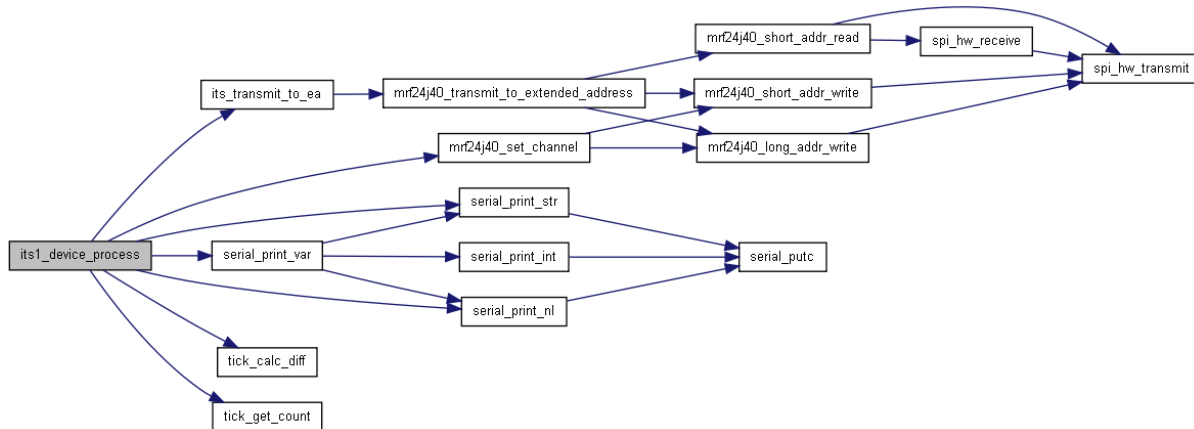 mrf24j40_short_addr_read
spi_hw_receive
spi_hw_transmit
its_transmit_to_ea
mrf24j40_transmit_to_extended_address
mrf24j40_short_addr_write
mrf24j40_set_channel
mrf24j40_long_addr_write
serial_print_str
its1_device_process
serial_print_var
serial_print_int
serial_putc
serial_print_nl
tick_calc_diff
tick_get_count